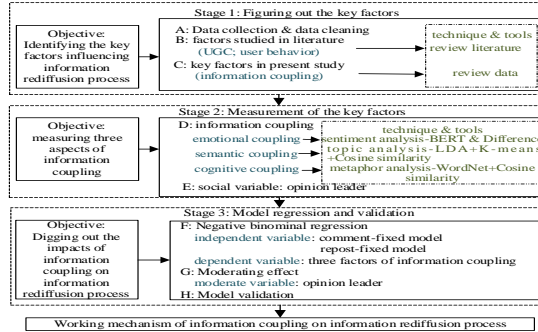 Stage 1: Figuring out the key factors
Objective:
Identifying the key
factors influencing
information
rediffusion process
A: Data collection & data cleaning
B: factors studied in literature
(UGC; user behavior)
C: key factors in present study
(information coupling)
technique & tools
review literature
review data
Stage 2: Measurement of the key factors
Objective:
measuring three
aspects of
information
coupling
D: information coupling
emotional coupling
semantic coupling
cognitive coupling
E: social variable: opinion leader
technique & tools
sentiment analysis-BERT & Difference
topic analysis-LDA+K-means
+Cosine similarity
metaphor analysis-WordNet+Cosine
similarity
Stage 3: Model regression and validation
Objective:
Digging out the
impacts of
information
coupling on
information
rediffusion process
F: Negative binominal regression
independent variable: comment-fixed model
repost-fixed model
dependent variable: three factors of information coupling
G: Moderating effect
moderate variable: opinion leader
H: Model validation
Working mechanism of information coupling on information rediffusion process